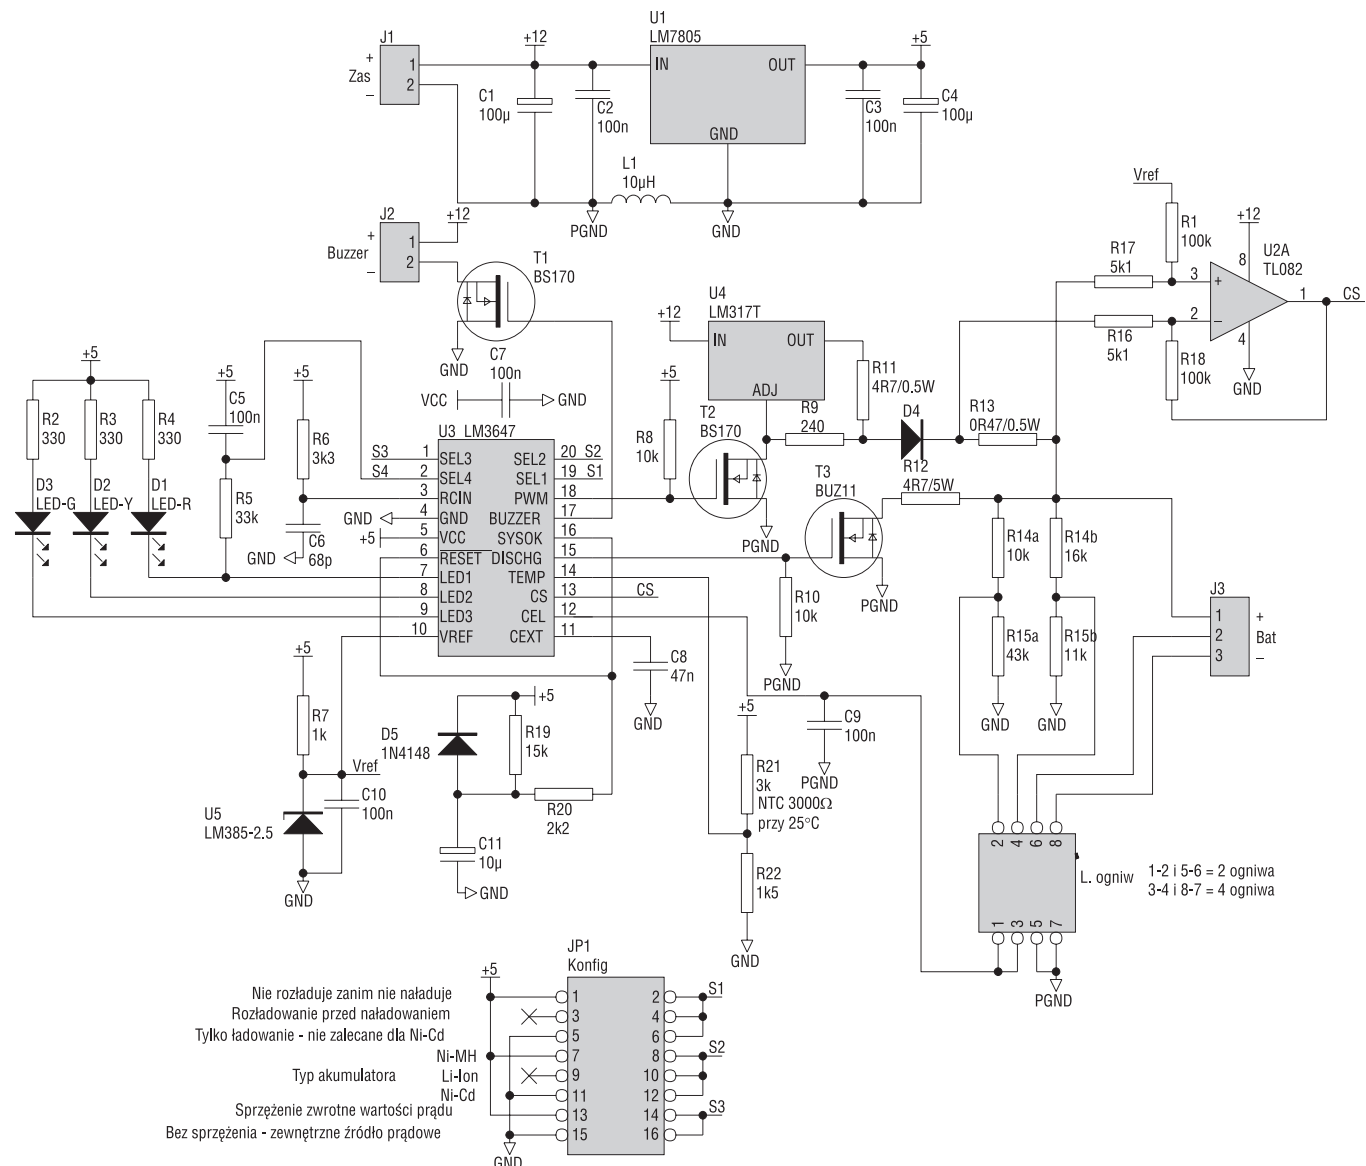 U1
LM7805
J1
+12
+5
+
1
IN
OUT
Zas
2
–
C1
100µ
C2
100n
C3
100n
C4
100µ
GND
L1
10µH
PGND
GND
J2
+12
+
1
Buzzer
2
–
T1
BS170
GND
C7
100n
VCC
GND
Vref
R1
100k
+12
R17
5k1
U2A
TL082
8
3
+
1
CS
2
–
4
R16
5k1
R18
100k
GND
U4
LM317T
+12
IN
OUT
ADJ
R11
4R7/0.5W
+5
R2
330
R3
330
R4
330
+5
C5
100n
+5
R6
3k3
+5
R8
10k
T2
BS170
R9
240
D4
R13
0R47/0.5W
R12
4R7/5W
T3
BUZ11
U3 LM3647
S3
1
SEL3
SEL2
20
S2
S4
2
SEL4
SEL1
19
S1
3
RCIN
PWM
18
GND
4
GND
BUZZER
17
+5
5
VCC
SYSOK
16
6
RESET
DISCHG
15
7
LED1
TEMP
14
8
LED2
CS
13
CS
9
LED3
CEL
12
10
VREF
CEXT
11
D3
LED-G
D2
LED-Y
D1
LED-R
R5
33k
GND
C6
68p
PGND
PGND
R10
10k
PGND
R14a
10k
R14b
16k
R15a
43k
R15b
11k
GND
GND
J3
1
+
2
Bat
3
–
C8
47n
GND
+5
R7
1k
Vref
C10
100n
U5
LM385-2.5
GND
D5
1N4148
+5
R19
15k
R20
2k2
C11
10µ
GND
+5
R21
3k
NTC 3000Ω
przy 25°C
R22
1k5
GND
C9
100n
PGND
2
4
6
8
L. ogniw
1-2 i 5-6 = 2 ogniwa
3-4 i 8-7 = 4 ogniwa
1
3
5
7
PGND
JP1
Konfig
+5
Nie rozładuje zanim nie naładuje
1
2
S1
Rozładowanie przed naładowaniem
3
4
Tylko ładowanie - nie zalecane dla Ni-Cd
5
6
Ni-MH
7
8
S2
Typ akumulatora
Li-Ion
9
10
Ni-Cd
11
12
Sprzężenie zwrotne wartości prądu
13
14
S3
Bez sprzężenia - zewnętrzne źródło prądowe
15
16
GND